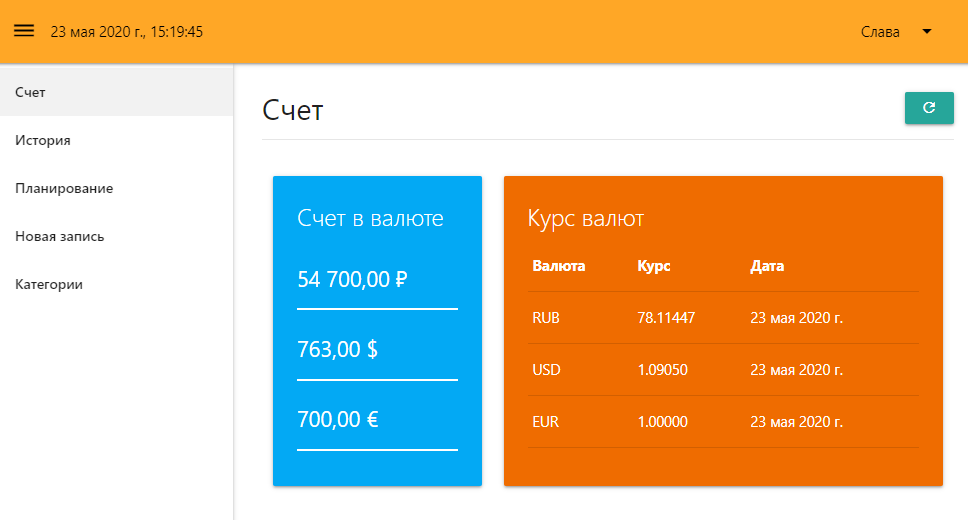 23 мая 2020 г., 15:19:45
Слава
Счет
История
Планирование
Новая запись
Категории
Счет
Счет в валюте
54 700,00 ₽
763,00 $
700,00 €
Курс валют
Валюта Курс Дата
RUB 78.11447 23 мая 2020 г.
USD 1.09050 23 мая 2020 г.
EUR 1.00000 23 мая 2020 г.